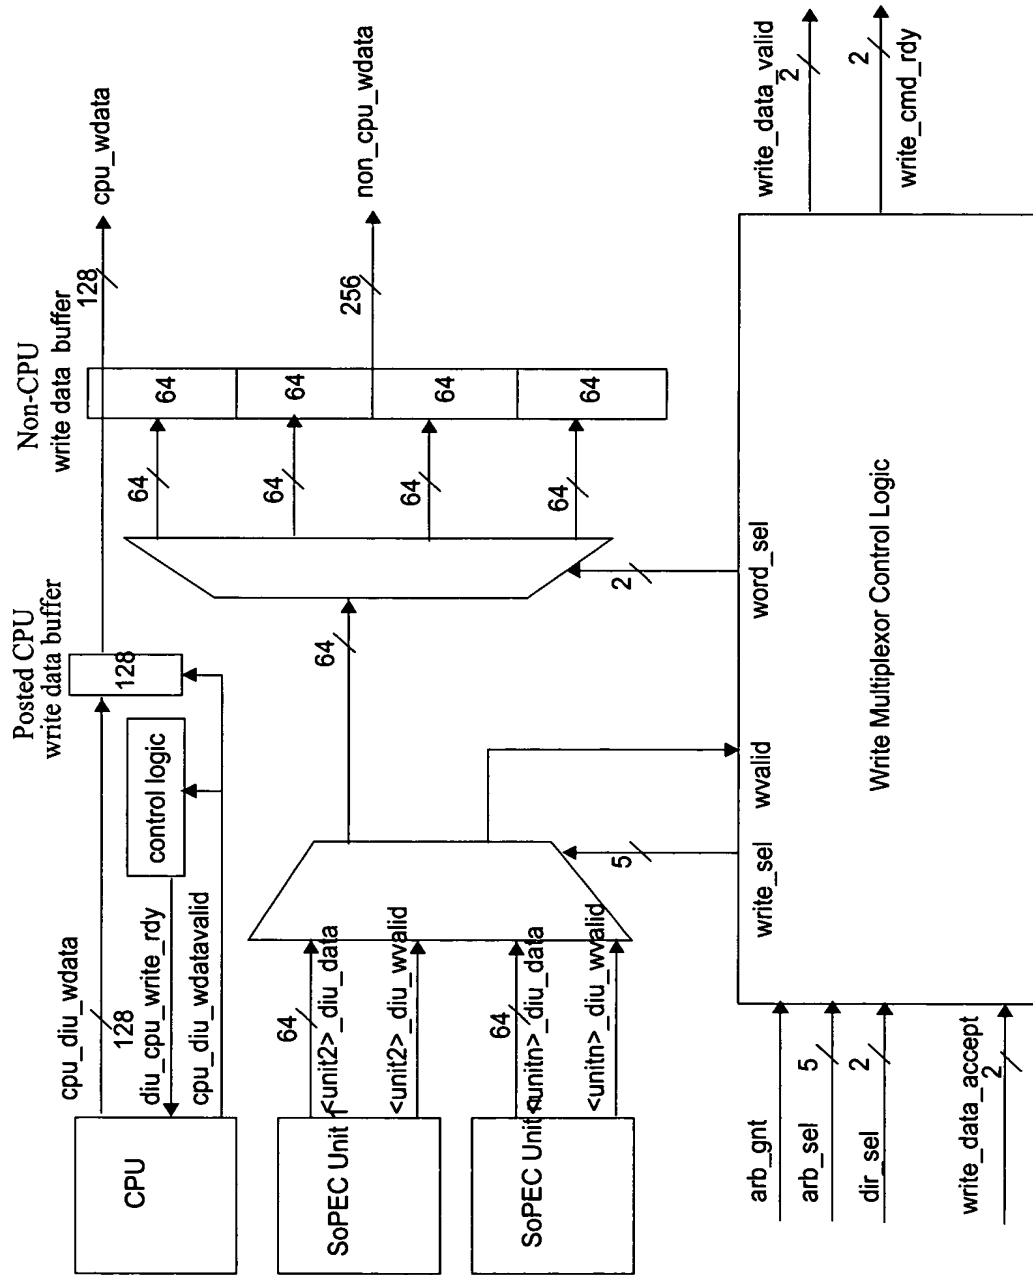 CPU
cpu_diu_wdata
128
diu_cpu_write_rdy
cpu_diu_wdatavalid
control logic
Posted CPU
write data buffer
128
Non-CPU
write data buffer
128
cpu_wdata
SoPEC Unit 1
64
<unit2>_diu_data
<unit2>_diu_wvalid
SoPEC Unit
64
<unitn>_diu_data
<unitn>_diu_wvalid
64
64
64
64
64
64
64
64
64
256
non_cpu_wdata
5
2
write_sel
wvalid
word_sel
Write Multiplexor Control Logic
arb_gnt
arb_sel
5
dir_sel
2
write_data_accept
2
write_data_valid
2
write_cmd_rdy
2